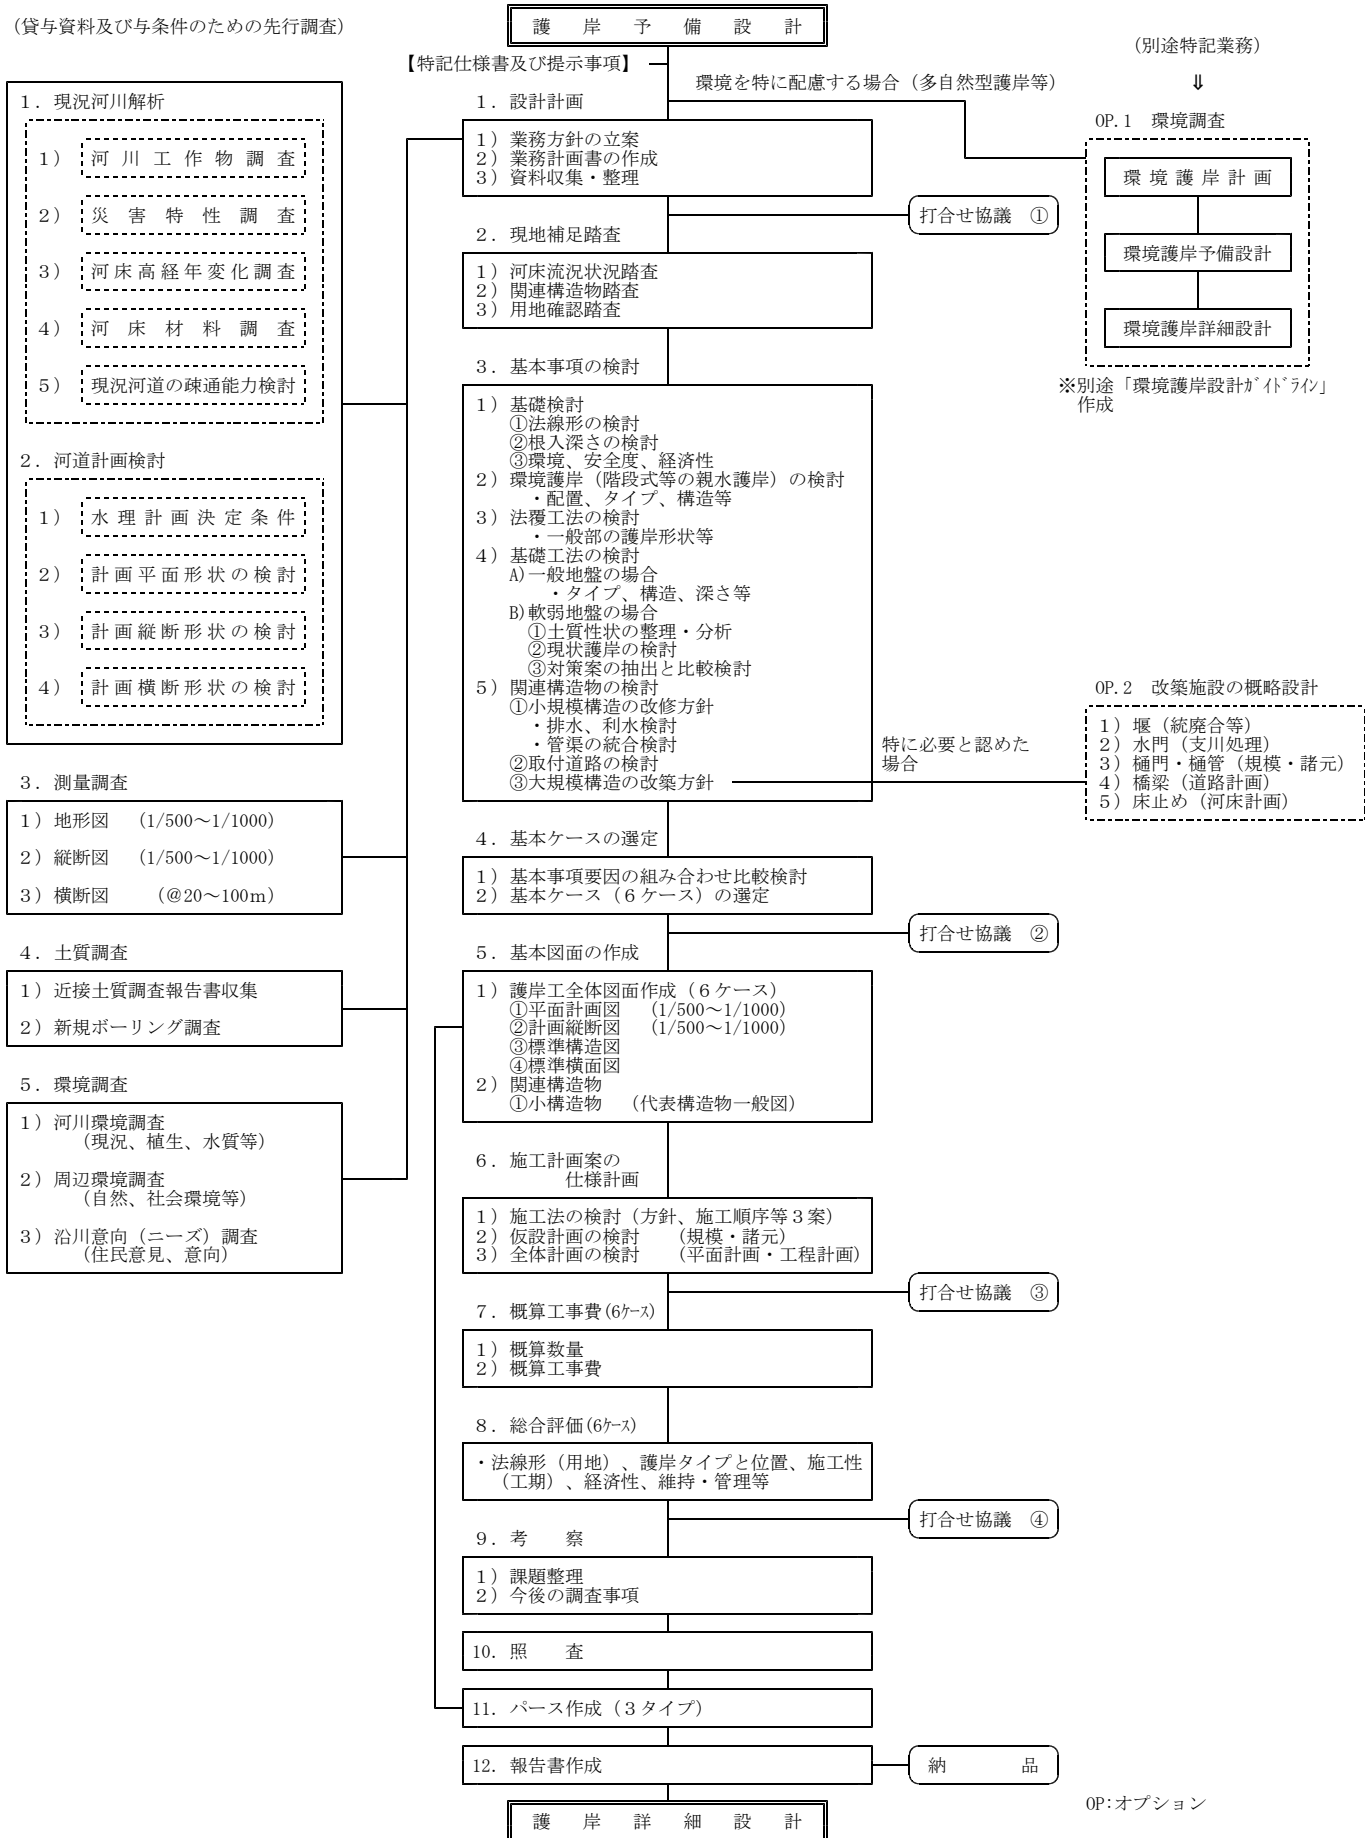 (貸与資料及び与条件のための先行調査)
1．現況河川解析
1） 河川工作物調査
2） 災害特性調査
3） 河床高経年変化調査
4） 河床材料調査
5） 現況河道の疎通能力検討
2．河道計画検討
1） 水理計画決定条件
2） 計画平面形状の検討
3） 計画縦断形状の検討
4） 計画横断形状の検討
3．測量調査
1）地形図 (1/500～1/1000)
2）縦断図 (1/500～1/1000)
3）横断図 (@20～100m)
4．土質調査
1）近接土質調査報告書収集
2）新規ボーリング調査
5．環境調査
1）河川環境調査
(現況、植生、水質等)
2）周辺環境調査
(自然、社会環境等)
3）沿川意向（ニーズ）調査
(住民意見、意向)
護岸予備設計
【特記仕様書及び提示事項】
環境を特に配慮する場合（多自然型護岸等）
1．設計計画
1）業務方針の立案
2）業務計画書の作成
3）資料収集・整理
打合せ協議 ①
2．現地補足踏査
1）河床流況状況踏査
2）関連構造物踏査
3）用地確認踏査
3．基本事項の検討
1）基礎検討
①法線形の検討
②根入深さの検討
③環境、安全度、経済性
2）環境護岸（階段式等の親水護岸）の検討
・配置、タイプ、構造等
3）法覆工法の検討
・一般部の護岸形状等
4）基礎工法の検討
A)一般地盤の場合
・タイプ、構造、深さ等
B)軟弱地盤の場合
①土質性状の整理・分析
②現状護岸の検討
③対策案の抽出と比較検討
5）関連構造物の検討
①小規模構造の改修方針
・排水、利水検討
・管渠の統合検討
②取付道路の検討
③大規模構造の改築方針
特に必要と認めた
場合
4．基本ケースの選定
1）基本事項要因の組み合わせ比較検討
2）基本ケース（6ケース）の選定
打合せ協議 ②
5．基本図面の作成
1）護岸工全体図面作成（6ケース）
①平面計画図 (1/500～1/1000)
②計画縦断図 (1/500～1/1000)
③標準構造図
④標準横面図
2）関連構造物
①小構造物 (代表構造物一般図)
6．施工計画案の
仕様計画
1）施工法の検討（方針、施工順序等3案）
2）仮設計画の検討 (規模・諸元)
3）全体計画の検討 (平面計画・工程計画)
打合せ協議 ③
7．概算工事費(6ｹｰｽ)
1）概算数量
2）概算工事費
8．総合評価(6ｹｰｽ)
・法線形（用地）、護岸タイプと位置、施工性
（工期）、経済性、維持・管理等
打合せ協議 ④
9．考 察
1）課題整理
2）今後の調査事項
10．照 査
11．パース作成（3タイプ）
12．報告書作成
納 品
護岸詳細設計
(別途特記業務)
⇓
OP.1 環境調査
環境護岸計画
環境護岸予備設計
環境護岸詳細設計
※別途「環境護岸設計ｶﾞｲﾄﾞﾗｲﾝ」
作成
OP.2 改築施設の概略設計
1）堰（統廃合等）
2）水門（支川処理）
3）樋門・樋管（規模・諸元）
4）橋梁（道路計画）
5）床止め（河床計画）
OP:オプション